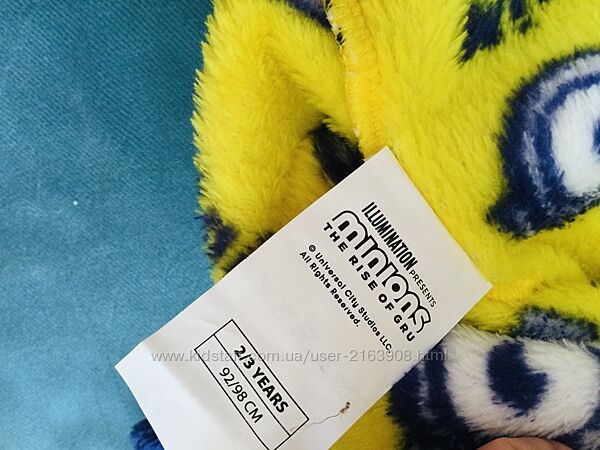 ILLUMINATION PRESENTS
minions
THE RISE OF GRU
© Universal City Studios LLC.
All Rights Reserved.
2/3 YEARS
92/98 CM
www.kidstaff.com.ua/user-2163908.html